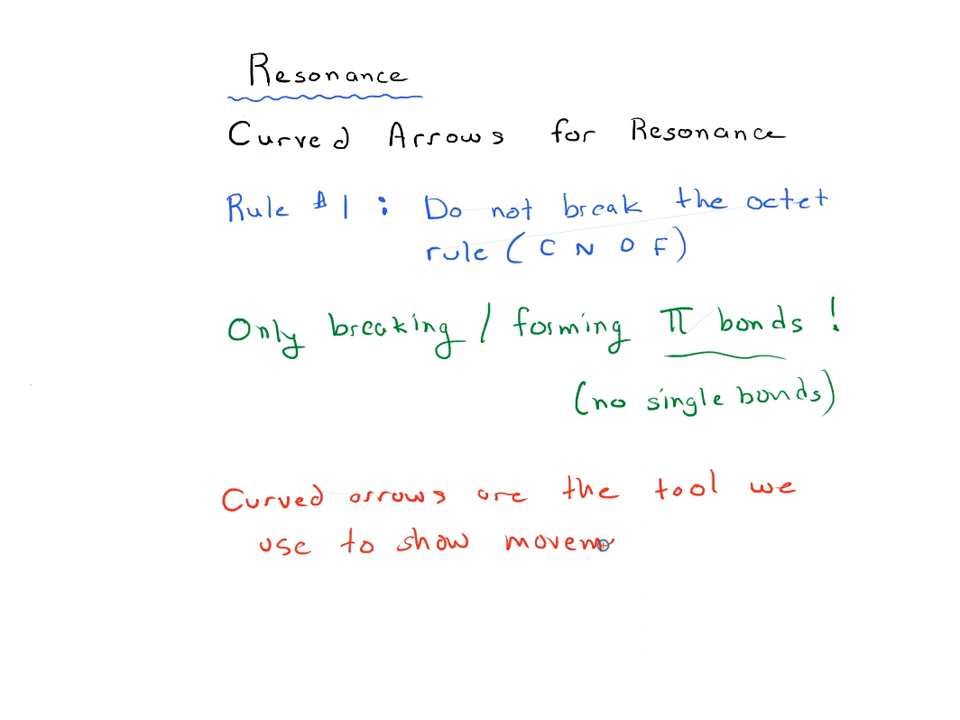 Resonance
Curved Arrows for Resonance
Rule #1 : Do not break the octet
rule ( C N O F )
Only breaking / forming π bonds !
(no single bonds)
Curved arrows are the tool we
use to show movem